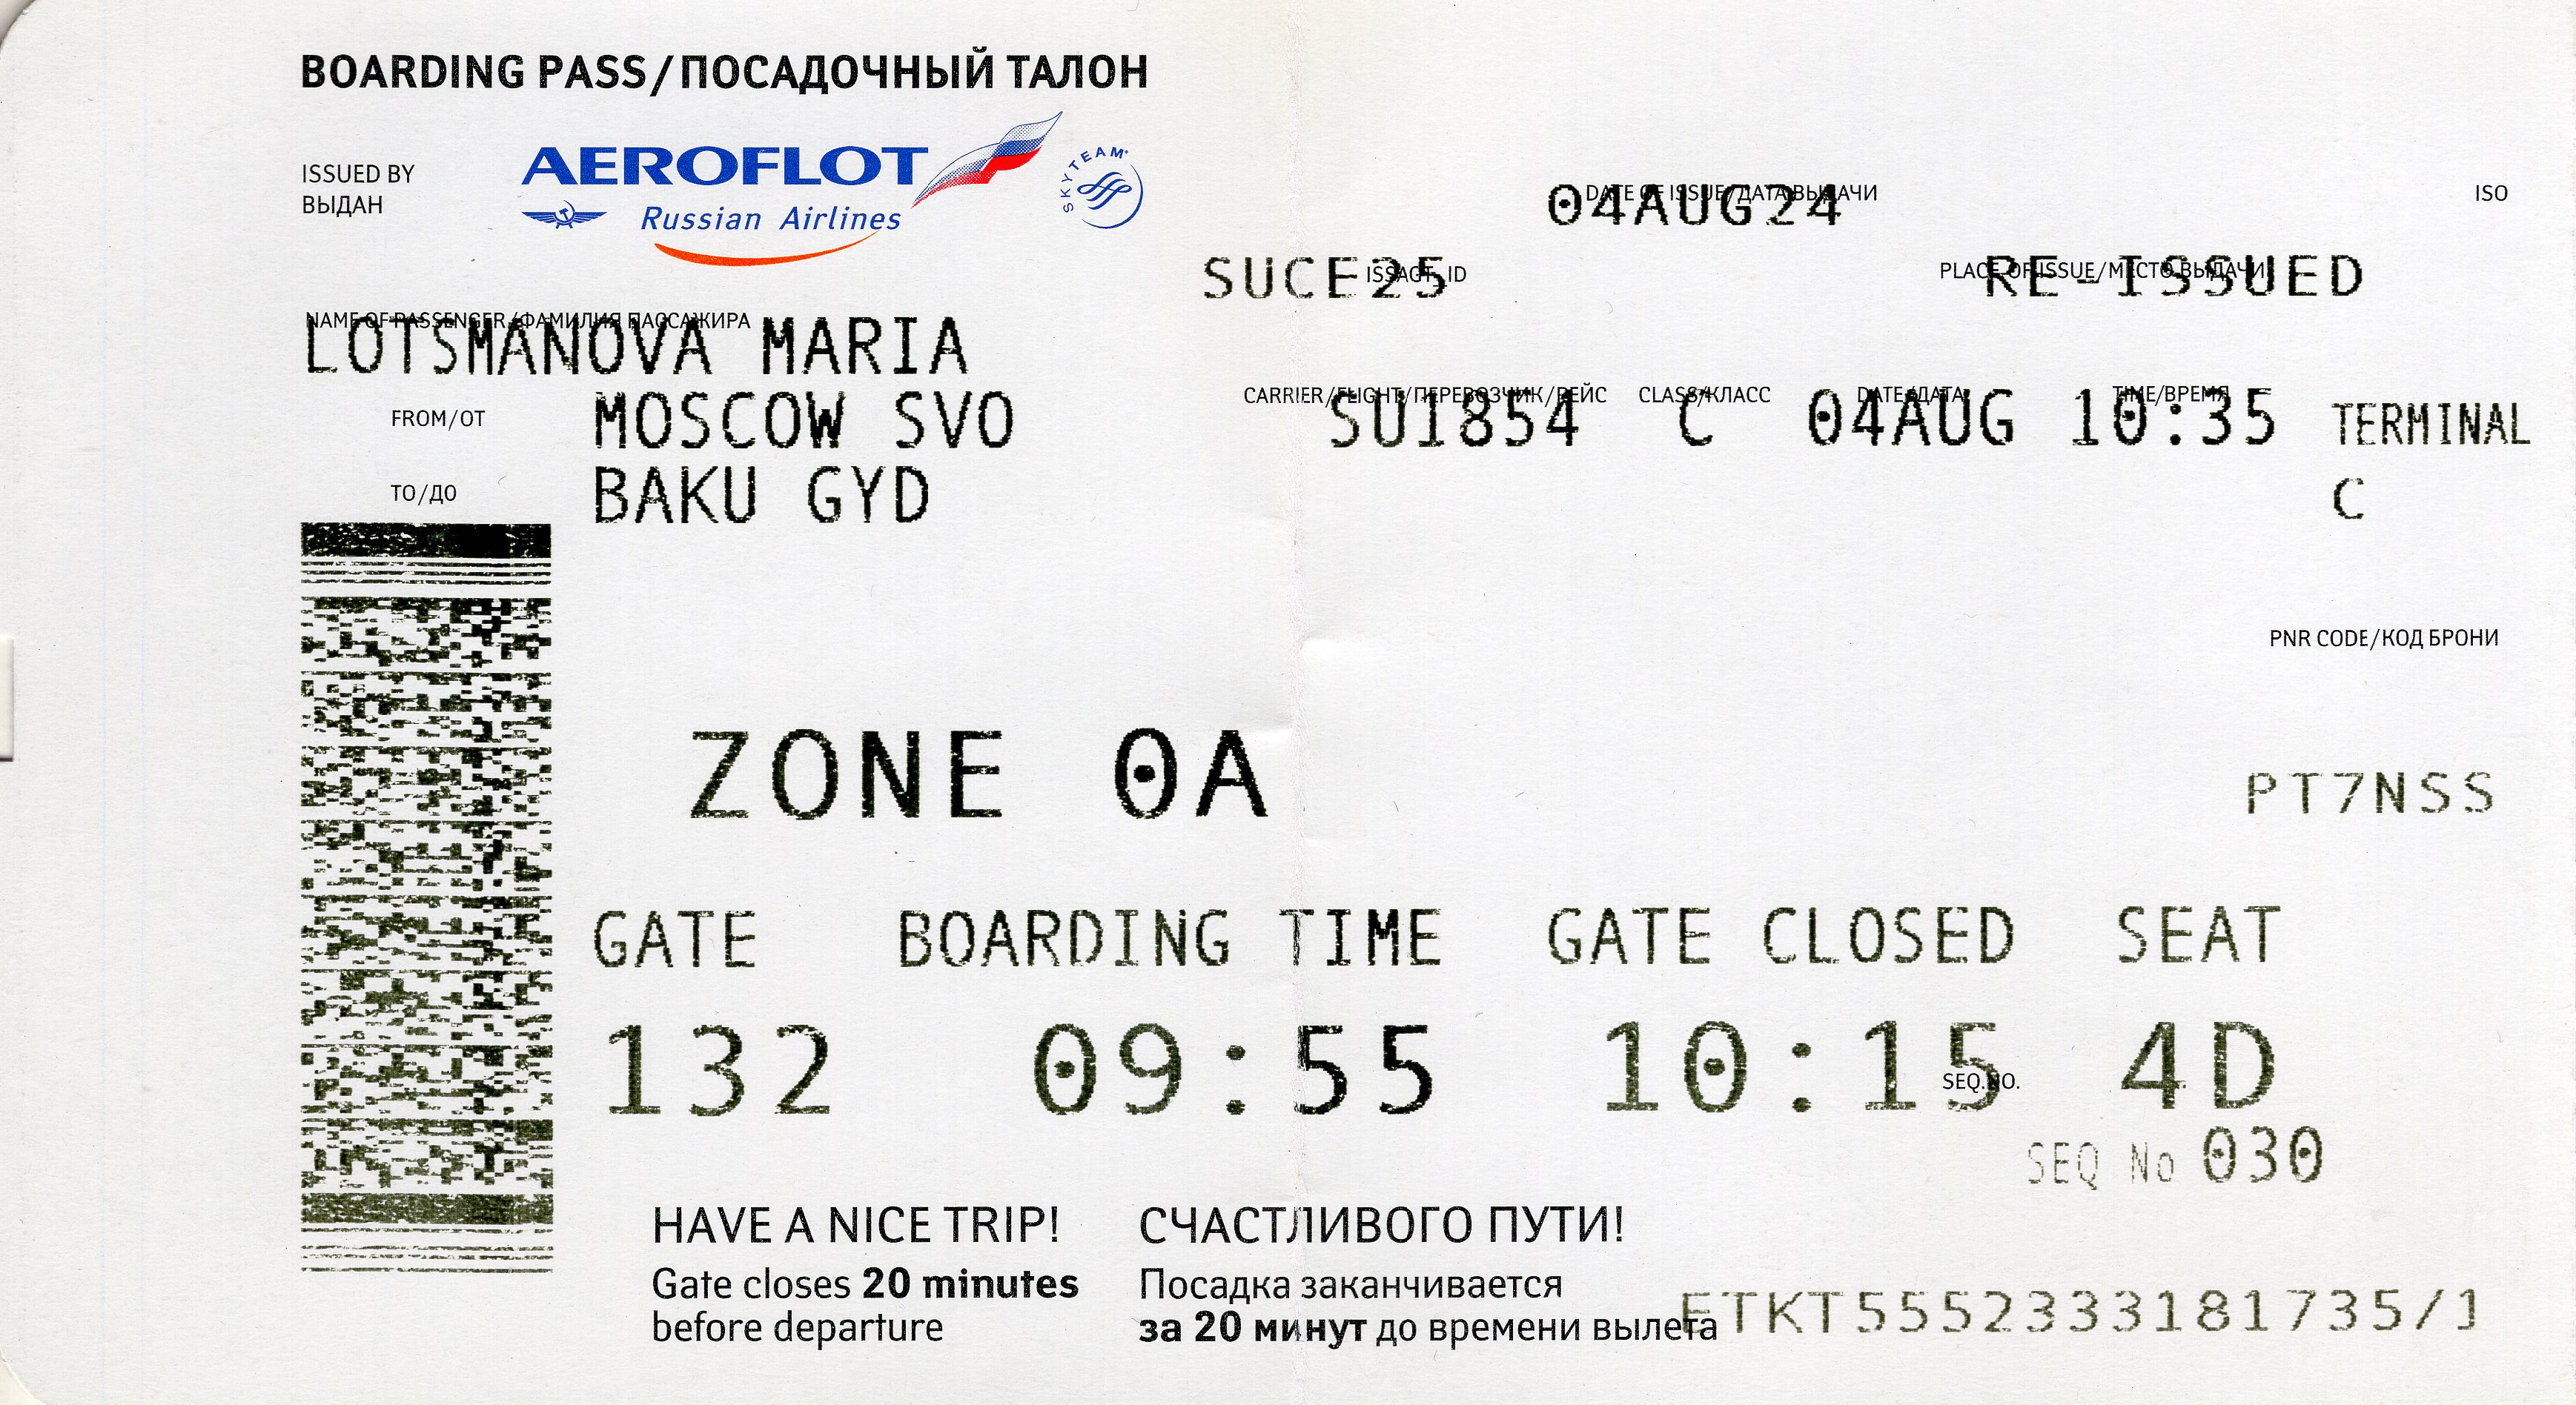 BOARDING PASS/ПОСАДОЧНЫЙ ТАЛОН
ISSUED BY
ВЫДАН
AEROFLOT
Russian Airlines
SKYTEAM
DATE OF ISSUE/ДАТА ВЫДАЧИ
04AUG24
ISO
ISSAGT. ID
SUCE25
PLACE OF ISSUE/МЕСТО ВЫДАЧИ
RE-ISSUED
NAME OF PASSENGER/ФАМИЛИЯ ПАССАЖИРА
LOTSMANOVA MARIA
FROM/ОТ MOSCOW SVO
TO/ДО BAKU GYD
CARRIER/FLIGHT/ПЕРЕВОЗЧИК/РЕЙС CLASS/КЛАСС DATE/ДАТА TIME/ВРЕМЯ
SU1854 C 04AUG 10:35 TERMINAL
C
PNR CODE/КОД БРОНИ
ZONE 0A
PT7NSS
GATE BOARDING TIME GATE CLOSED SEAT
132 09:55 10:15 4D
SEQ.NO.
SEQ No 030
HAVE A NICE TRIP!
Gate closes 20 minutes
before departure
СЧАСТЛИВОГО ПУТИ!
Посадка заканчивается
за 20 минут до времени вылета
ETKT5552333181735/1